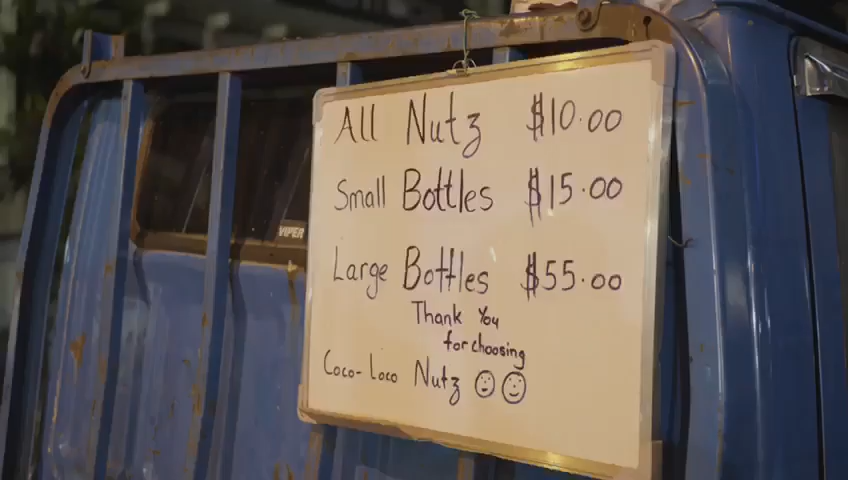 VIPER
All Nutz $10.00
Small Bottles $15.00
Large Bottles $55.00
Thank You
for choosing
Coco-Loco Nutz